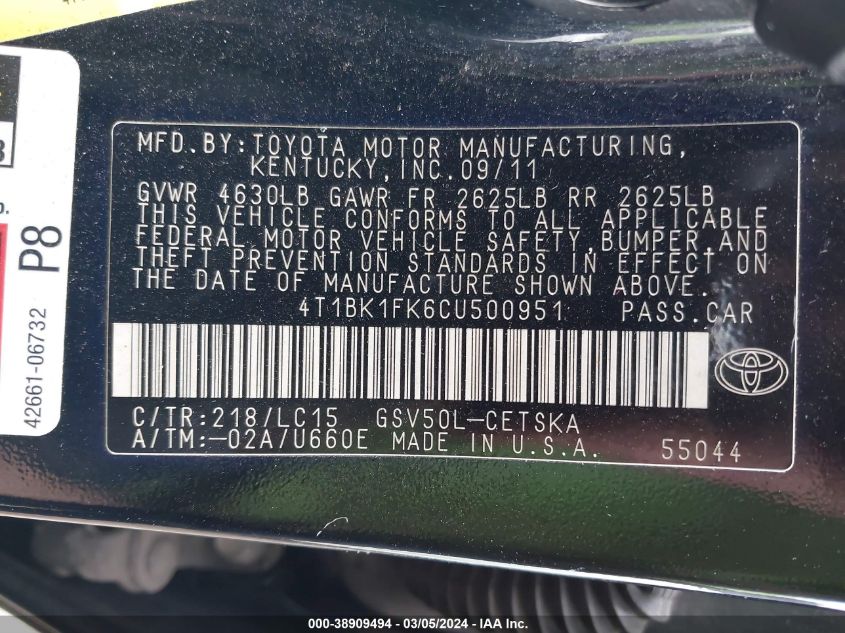 MFD.BY:TOYOTA MOTOR MANUFACTURING,
KENTUCKY,INC.09/11
GVWR 4630LB GAWR FR 2625LB RR 2625LB
THIS VEHICLE CONFORMS TO ALL APPLICABLE
FEDERAL MOTOR VEHICLE SAFETY,BUMPER,AND
THEFT PREVENTION STANDARDS IN EFFECT ON
THE DATE OF MANUFACTURE SHOWN ABOVE.
4T1BK1FK6CU500951 PASS.CAR
C/TR:218/LC15 GSV50L-CETSKA
A/TM:-02A/U660E MADE IN U.S.A. 55044
P8
42661-06732
000-38909494 - 03/05/2024 - IAA Inc.